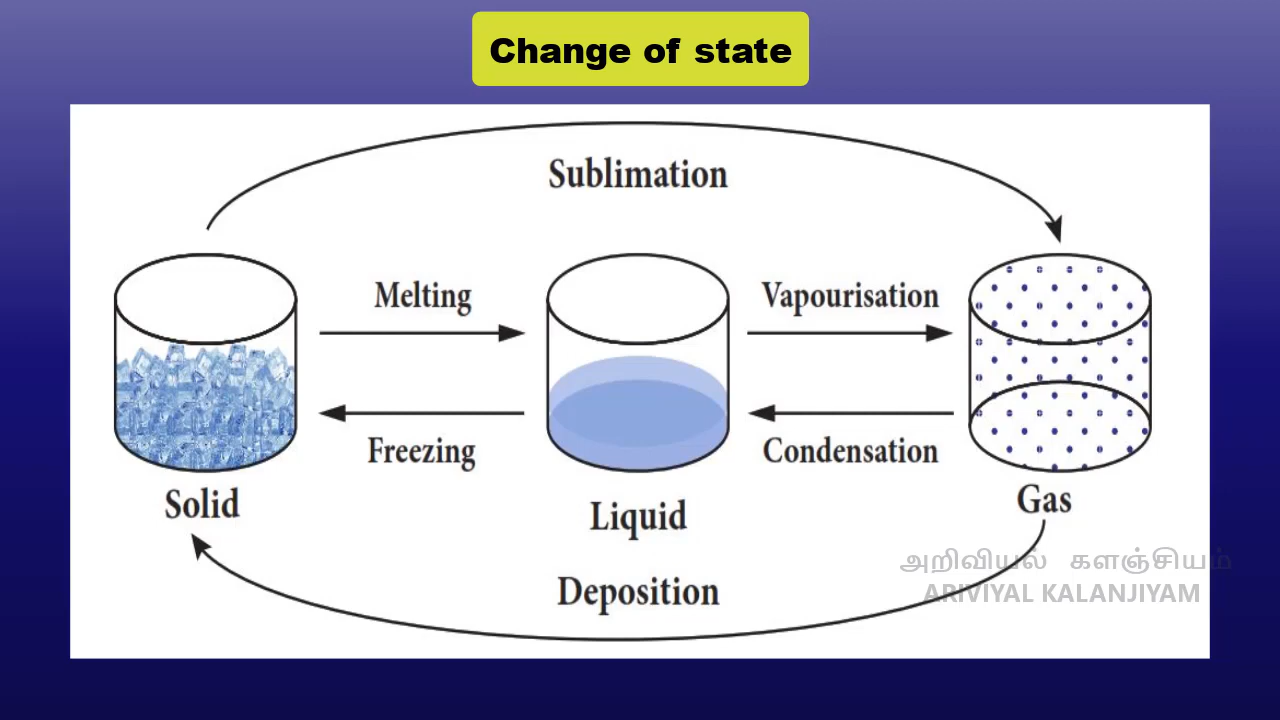 Change of state
Sublimation
Melting
Vapourisation
Freezing
Condensation
Solid
Liquid
Gas
Deposition
அறிவியல் களஞ்சியம்
ARIVIYAL KALANJIYAM